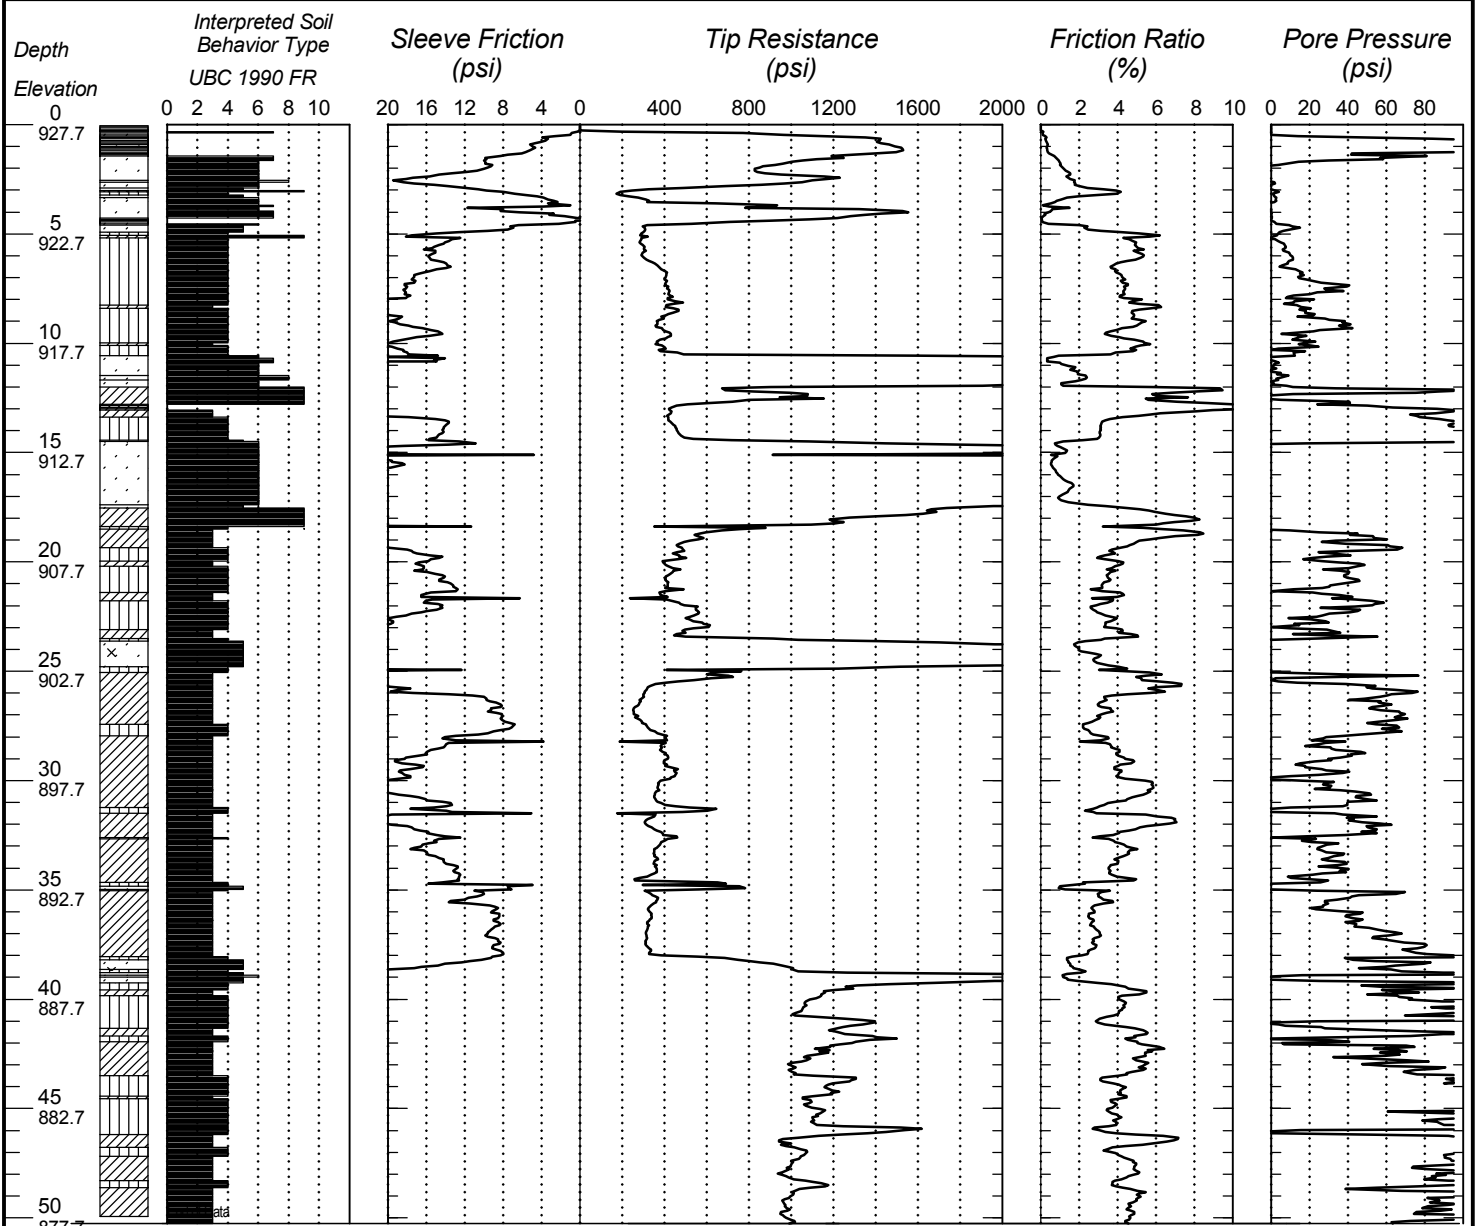 Depth
Elevation
Interpreted Soil
Behavior Type
UBC 1990 FR
Sleeve Friction
(psi)
Tip Resistance
(psi)
Friction Ratio
(%)
Pore Pressure
(psi)
0 2 4 6 8 10
20 16 12 8 4 0
400 800 1200 1600 2000
0 2 4 6 8 10
0 20 40 60 80
0
927.7
5
922.7
10
917.7
15
912.7
20
907.7
25
902.7
30
897.7
35
892.7
40
887.7
45
882.7
50
877.7